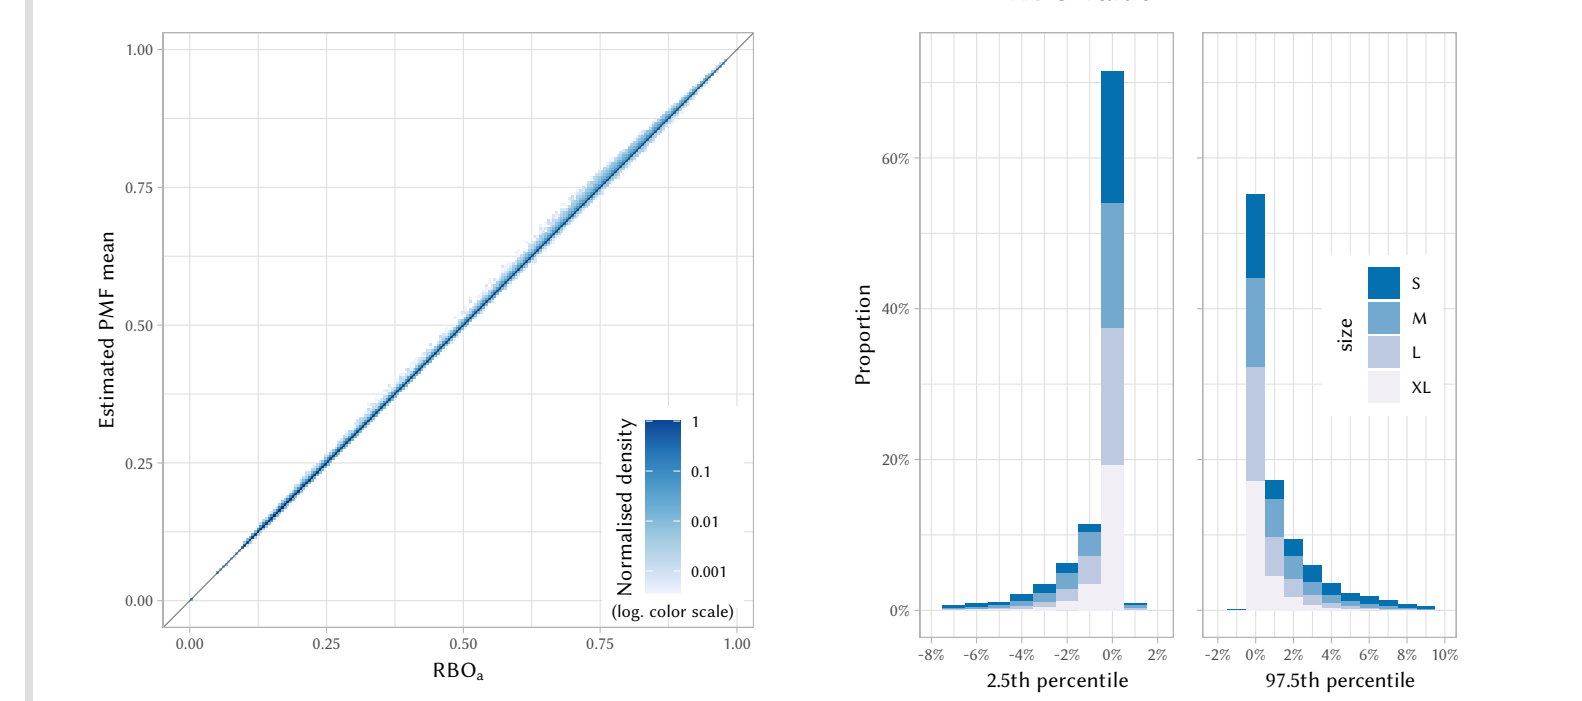 1.00
0.75
0.50
0.25
0.00
Estimated PMF mean
0.00 0.25 0.50 0.75 1.00
RBOa
Normalised density
1
0.1
0.01
0.001
(log. color scale)
Proportion
60%
40%
20%
0%
-8% -6% -4% -2% 0% 2%
2.5th percentile
-2% 0% 2% 4% 6% 8% 10%
97.5th percentile
size
S
M
L
XL